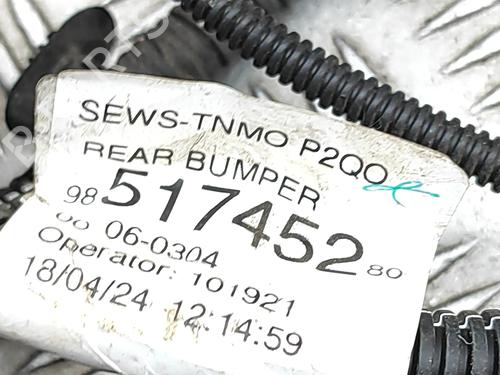 SEWS-TNMO P2QO
REAR BUMPER
98 517452 80
06-0304
Operator: 101921
18/04/24 12:14:59